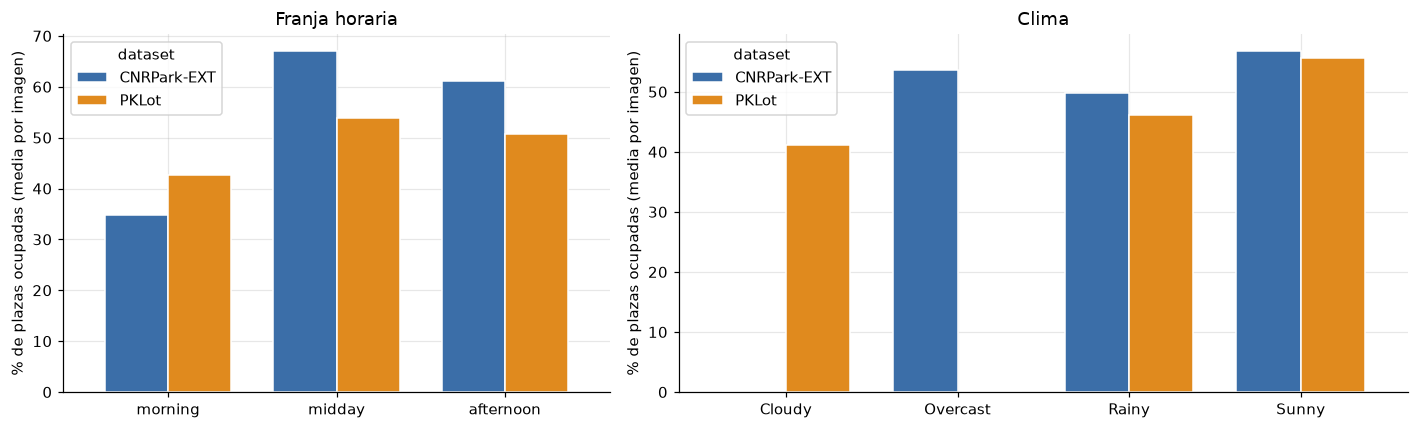 Franja horaria
% de plazas ocupadas (media por imagen)
70
60
50
40
30
20
10
0
dataset
CNRPark-EXT
PKLot
morning midday afternoon
Clima
% de plazas ocupadas (media por imagen)
50
40
30
20
10
0
dataset
CNRPark-EXT
PKLot
Cloudy Overcast Rainy Sunny